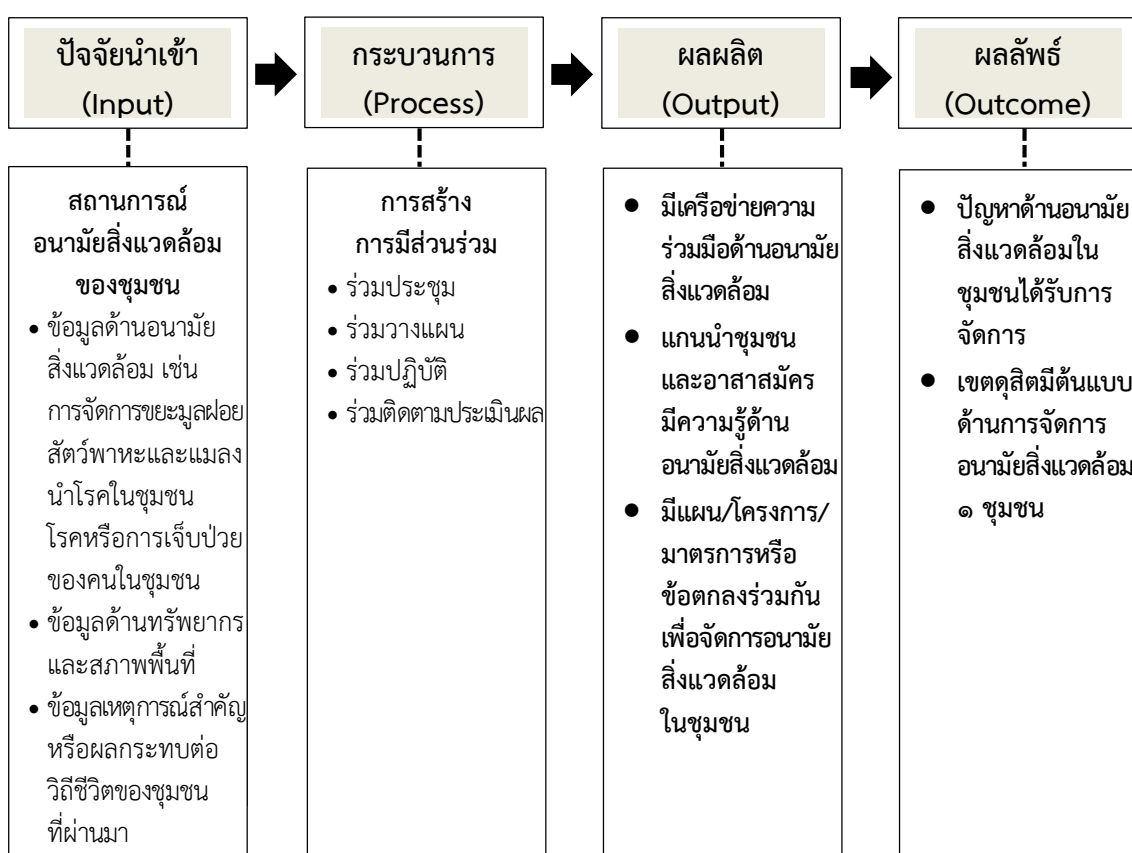 ปัจจัยนำเข้า
(Input)
กระบวนการ
(Process)
ผลผลิต
(Output)
ผลลัพธ์
(Outcome)
สถานการณ์
อนามัยสิ่งแวดล้อม
ของชุมชน
• ข้อมูลด้านอนามัย
สิ่งแวดล้อม เช่น
การจัดการขยะมูลฝอย
สัตว์พาหะและแมลง
นำโรคในชุมชน
โรคหรือการเจ็บป่วย
ของคนในชุมชน
• ข้อมูลด้านทรัพยากร
และสภาพพื้นที่
• ข้อมูลเหตุการณ์สำคัญ
หรือผลกระทบต่อ
วิถีชีวิตของชุมชน
ที่ผ่านมา
การสร้าง
การมีส่วนร่วม
• ร่วมประชุม
• ร่วมวางแผน
• ร่วมปฏิบัติ
• ร่วมติดตามประเมินผล
• มีเครือข่ายความ
ร่วมมือด้านอนามัย
สิ่งแวดล้อม
• แกนนำชุมชน
และอาสาสมัคร
มีความรู้ด้าน
อนามัยสิ่งแวดล้อม
• มีแผน/โครงการ/
มาตรการหรือ
ข้อตกลงร่วมกัน
เพื่อจัดการอนามัย
สิ่งแวดล้อม
ในชุมชน
• ปัญหาด้านอนามัย
สิ่งแวดล้อมใน
ชุมชนได้รับการ
จัดการ
• เขตดุสิตมีต้นแบบ
ด้านการจัดการ
อนามัยสิ่งแวดล้อม
๑ ชุมชน